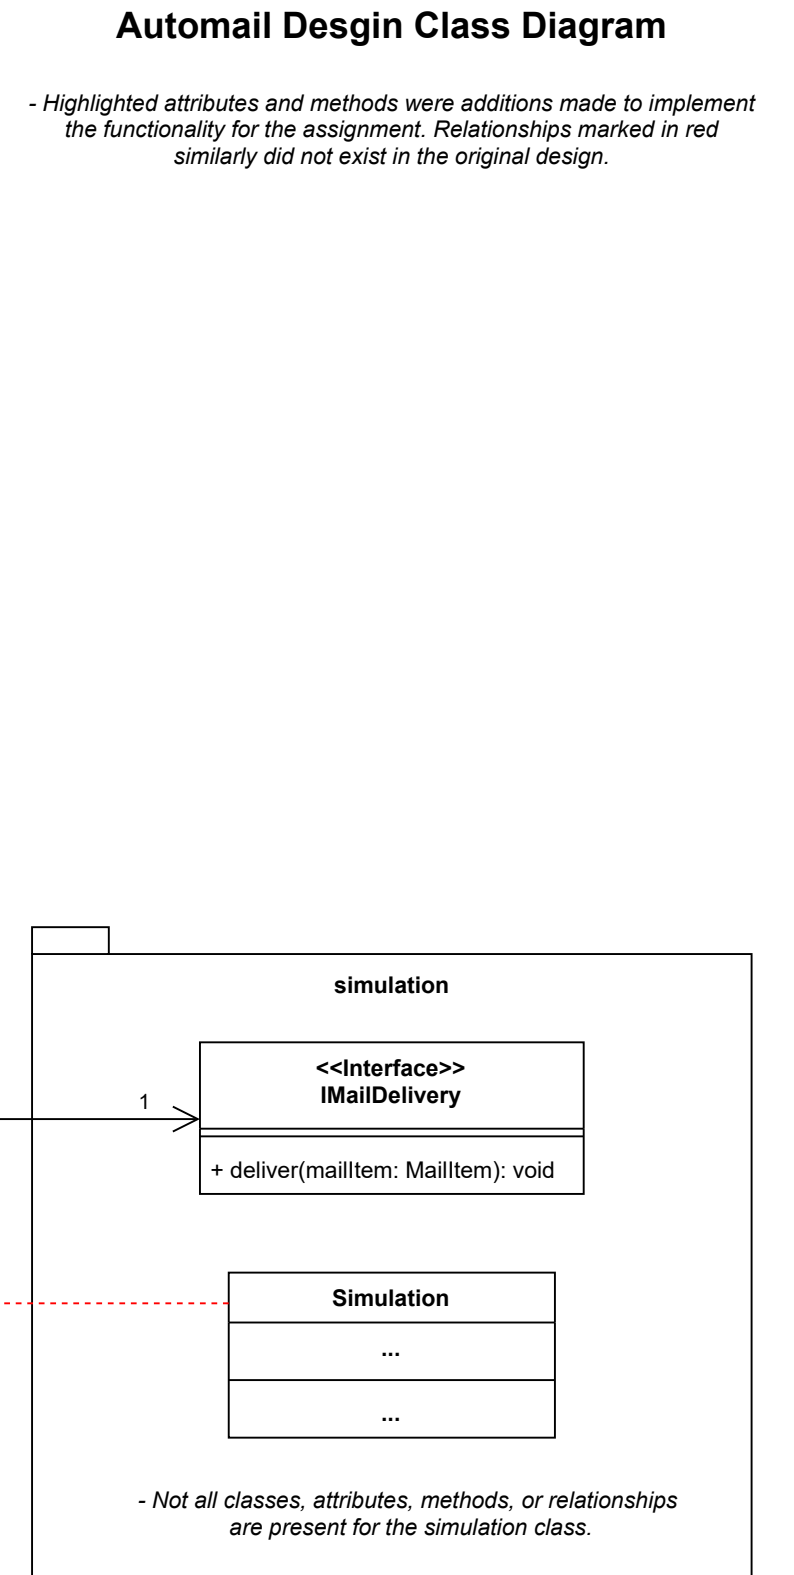 Automail Desgin Class Diagram
- Highlighted attributes and methods were additions made to implement
the functionality for the assignment. Relationships marked in red
similarly did not exist in the original design.
simulation
<<Interface>>
IMailDelivery
1
+ deliver(mailItem: MailItem): void
Simulation
...
...
- Not all classes, attributes, methods, or relationships
are present for the simulation class.